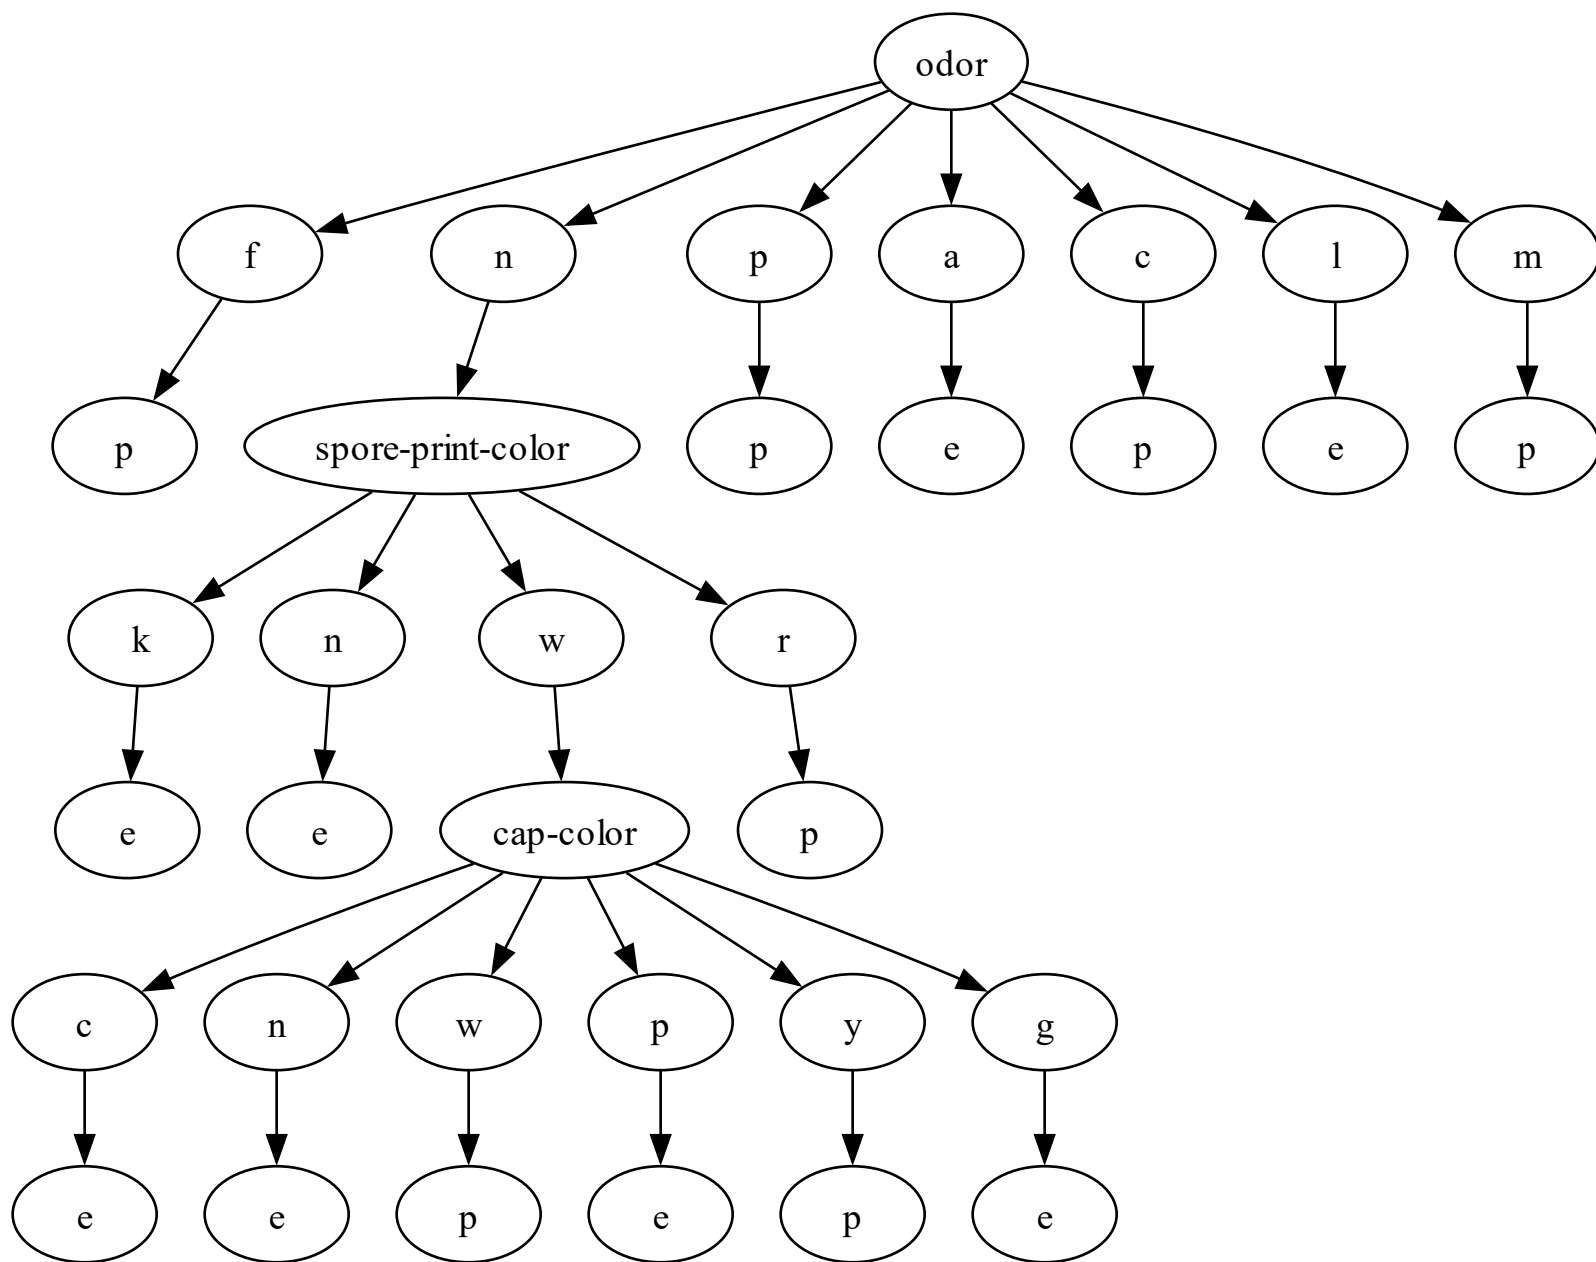 odor
f n p a c l m
p spore-print-color p e p e p
k n w r
e e cap-color p
c n w p y g
e e p e p e